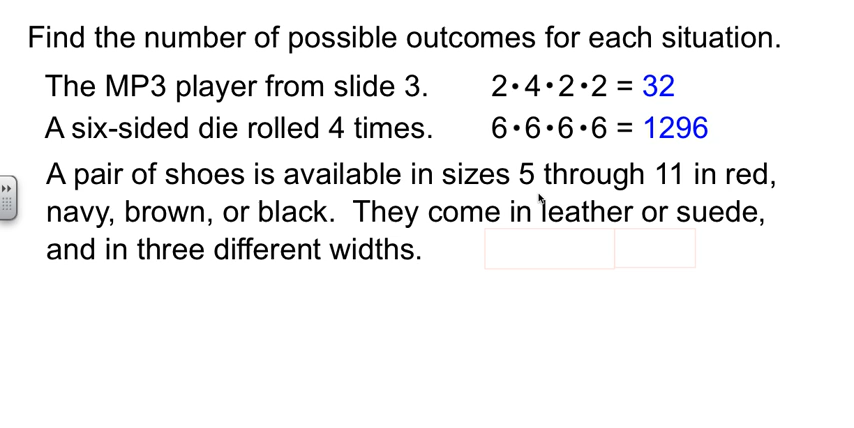 Find the number of possible outcomes for each situation.
The MP3 player from slide 3. 2•4•2•2 = 32
A six-sided die rolled 4 times. 6•6•6•6 = 1296
A pair of shoes is available in sizes 5 through 11 in red,
navy, brown, or black. They come in leather or suede,
and in three different widths.